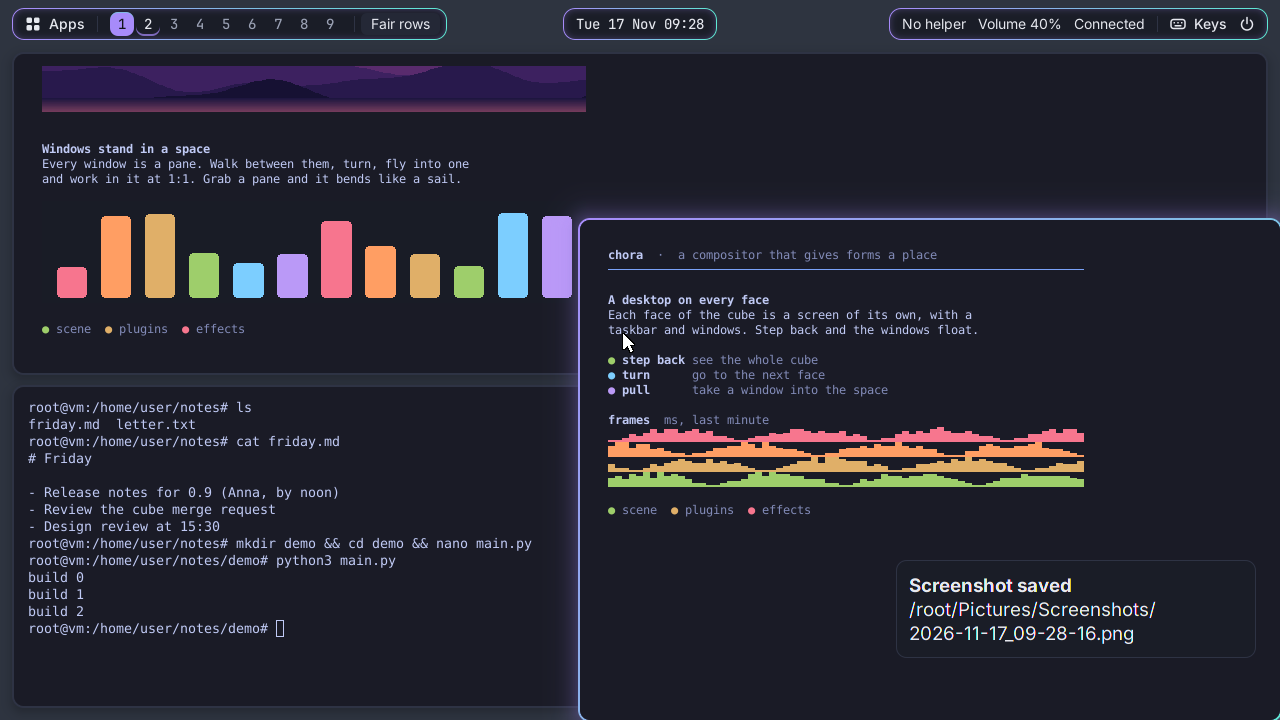 Apps 1 2 3 4 5 6 7 8 9 Fair rows
Tue 17 Nov 09:28
No helper Volume 40% Connected Keys
Windows stand in a space
Every window is a pane. Walk between them, turn, fly into one
and work in it at 1:1. Grab a pane and it bends like a sail.
● scene ● plugins ● effects
root@vm:/home/user/notes# ls
friday.md letter.txt
root@vm:/home/user/notes# cat friday.md
# Friday
- Release notes for 0.9 (Anna, by noon)
- Review the cube merge request
- Design review at 15:30
root@vm:/home/user/notes# mkdir demo && cd demo && nano main.py
root@vm:/home/user/notes/demo# python3 main.py
build 0
build 1
build 2
root@vm:/home/user/notes/demo#
chora · a compositor that gives forms a place
A desktop on every face
Each face of the cube is a screen of its own, with a
taskbar and windows. Step back and the windows float.
● step back see the whole cube
● turn go to the next face
● pull take a window into the space
frames ms, last minute
● scene ● plugins ● effects
Screenshot saved
/root/Pictures/Screenshots/
2026-11-17_09-28-16.png